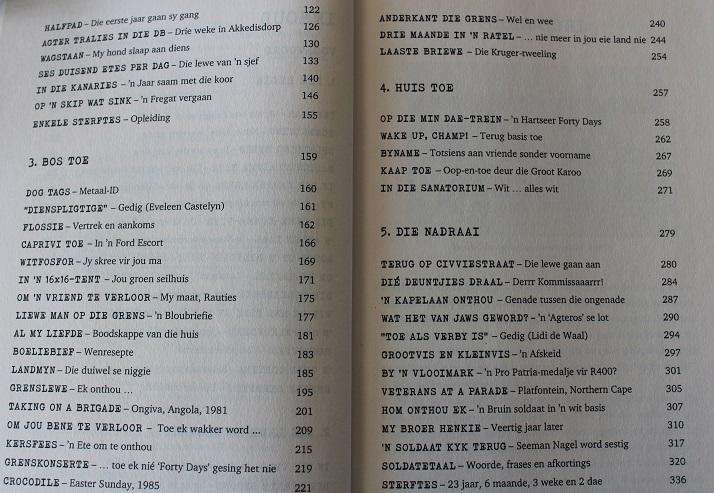 HALFPAD – Die eerste jaar gaan sy gang 122
AGTER TRALIES IN DIE DB – Drie weke in Akkedisdorp 126
WAGSTAAN – My hond slaap aan diens 130
SES DUISEND ETES PER DAG – Die lewe van 'n sjef 133
IN DIE KANARIES – 'n Jaar saam met die koor 140
OP 'N SKIP WAT SINK – 'n Fregat vergaan 146
ENKELE STERFTES – Opleiding 155
3. BOS TOE 159
DOG TAGS – Metaal-ID 160
"DIENSPLIGTIGE" – Gedig (Eveleen Castelyn) 161
FLOSSIE – Vertrek en aankoms 162
CAPRIVI TOE – In 'n Ford Escort 166
WITFOSFOR – Jy skree vir jou ma 169
IN 'N 16x16-TENT – Jou groen seilhuis 171
OM 'N VRIEND TE VERLOOR – My maat, Rauties 175
LIEWE MAN OP DIE GRENS – 'n Bloubriefie 177
AL MY LIEFDE – Boodskappe van die huis 181
BOELIEBIEF – Wenresepte 183
LANDMYN – Die duiwel se niggie 185
GRENSLEWE – Ek onthou ... 195
TAKING ON A BRIGADE – Ongiva, Angola, 1981 201
OM JOU BENE TE VERLOOR – Toe ek wakker word ... 209
KERSFEES – 'n Ete om te onthou 215
GRENSKONSERTE – ... toe ek nié 'Forty Days' gesing het nie 219
CROCODILE – Easter Sunday, 1985 221
ANDERKANT DIE GRENS – Wel en wee 240
DRIE MAANDE IN 'N RATEL – ... nie meer in jou eie land nie 244
LAASTE BRIEWE – Die Kruger-tweeling 254
4. HUIS TOE 257
OP DIE MIN DAE-TREIN – 'n Hartseer Forty Days 258
WAKE UP, CHAMP! – Terug basis toe 262
BYNAME – Totsiens aan vriende sonder voorname 267
KAAP TOE – Oop-en-toe deur die Groot Karoo 269
IN DIE SANATORIUM – Wit ... alles wit 271
5. DIE NADRAAI 279
TERUG OP CIVVIESTRAAT – Die lewe gaan aan 280
DIÉ DEUNTJIES DRAAL – Derrr Kommissaaarrr! 284
'N KAPELAAN ONTHOU – Genade tussen die ongenade 287
WAT HET VAN JAWS GEWORD? – 'n 'Agteros' se lot 290
"TOE ALS VERBY IS" – Gedig (Lidi de Waal) 294
GROOTVIS EN KLEINVIS – 'n Afskeid 297
BY 'N VLOOIMARK – 'n Pro Patria-medalje vir R400? 301
VETERANS AT A PARADE – Platfontein, Northern Cape 305
HOM ONTHOU EK – 'n Bruin soldaat in 'n wit basis 307
MY BROER HENKIE – Veertig jaar later 310
'N SOLDAAT KYK TERUG – Seeman Nagel word sestig 317
SOLDATETAAL – Woorde, frases en afkortings 320
STERFTES – 23 jaar, 6 maande, 3 weke en 2 dae 336